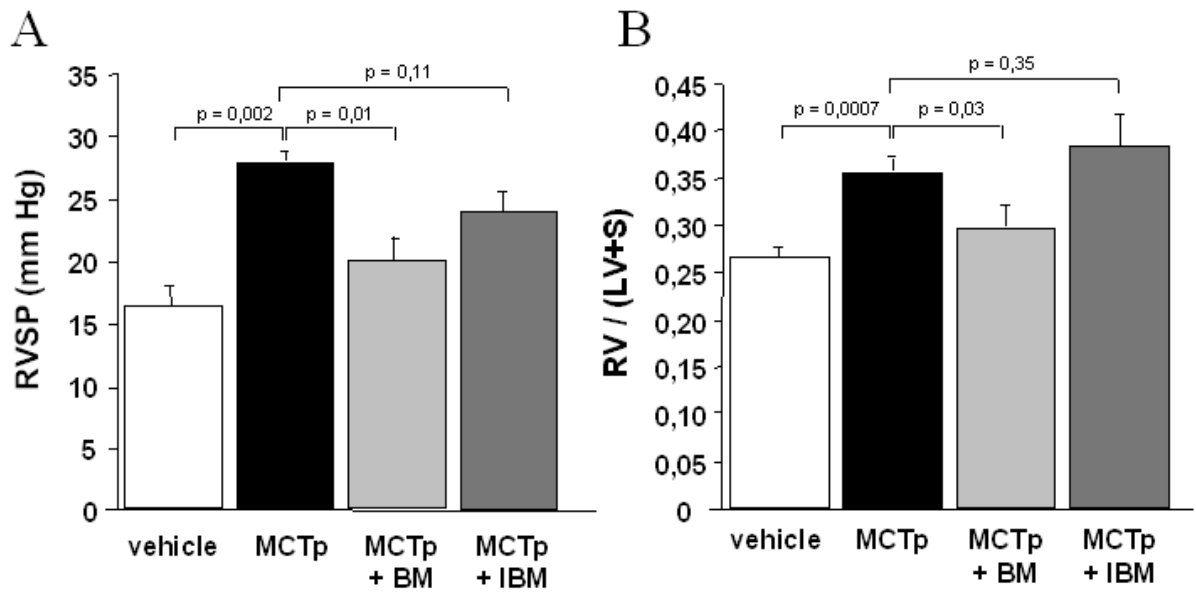 A
RVSP (mm Hg)
35
30
25
20
15
10
5
0
p = 0,11
p = 0,002
p = 0,01
vehicle
MCTp
MCTp
+ BM
MCTp
+ IBM
B
RV / (LV+S)
0,45
0,40
0,35
0,30
0,25
0,20
0,15
0,10
0,05
0
p = 0,35
p = 0,0007
p = 0,03
vehicle
MCTp
MCTp
+ BM
MCTp
+ IBM